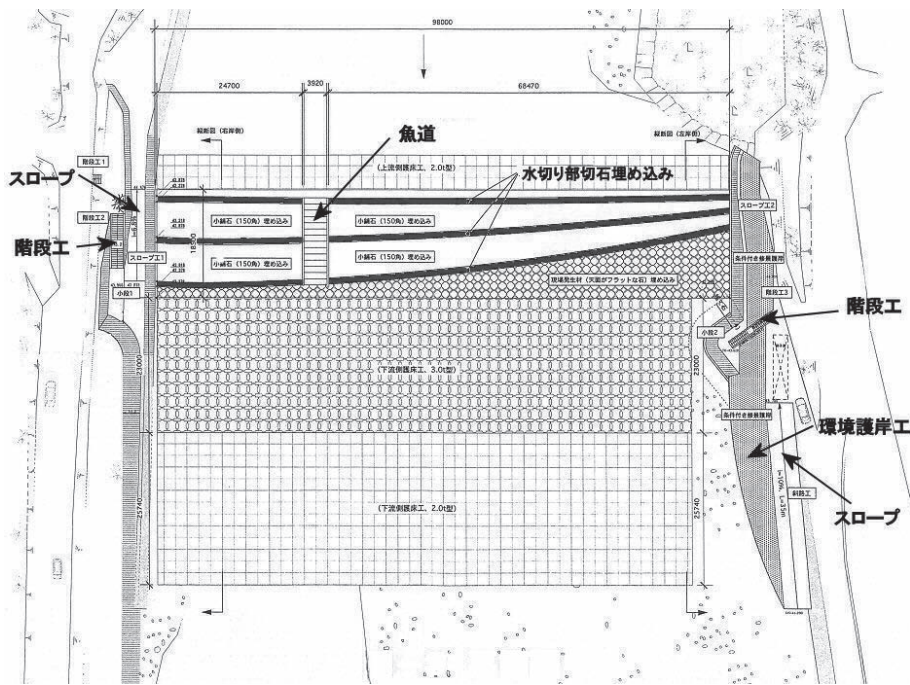 98000
24700
3920
68470
縦断図（右岸側）
魚道
縦断図（左岸側）
階段工1
（上流側護床工、2.0t型）
水切り部切石埋め込み
スロープ
階段工2
小舗石（150角）埋め込み
小舗石（150角）埋め込み
スロープ工2
階段工
18500
スロープ工1
小舗石（150角）埋め込み
小舗石（150角）埋め込み
条件付き修景護岸
小段1
現場発生材（天面がフラットな石）埋め込み
階段工3
階段工
小段2
23000
（下流側護床工、3.0t型）
23000
条件付き修景護岸
環境護岸工
斜路工
スロープ
i=10%, L=35m
25740
（下流側護床工、2.0t型）
25740